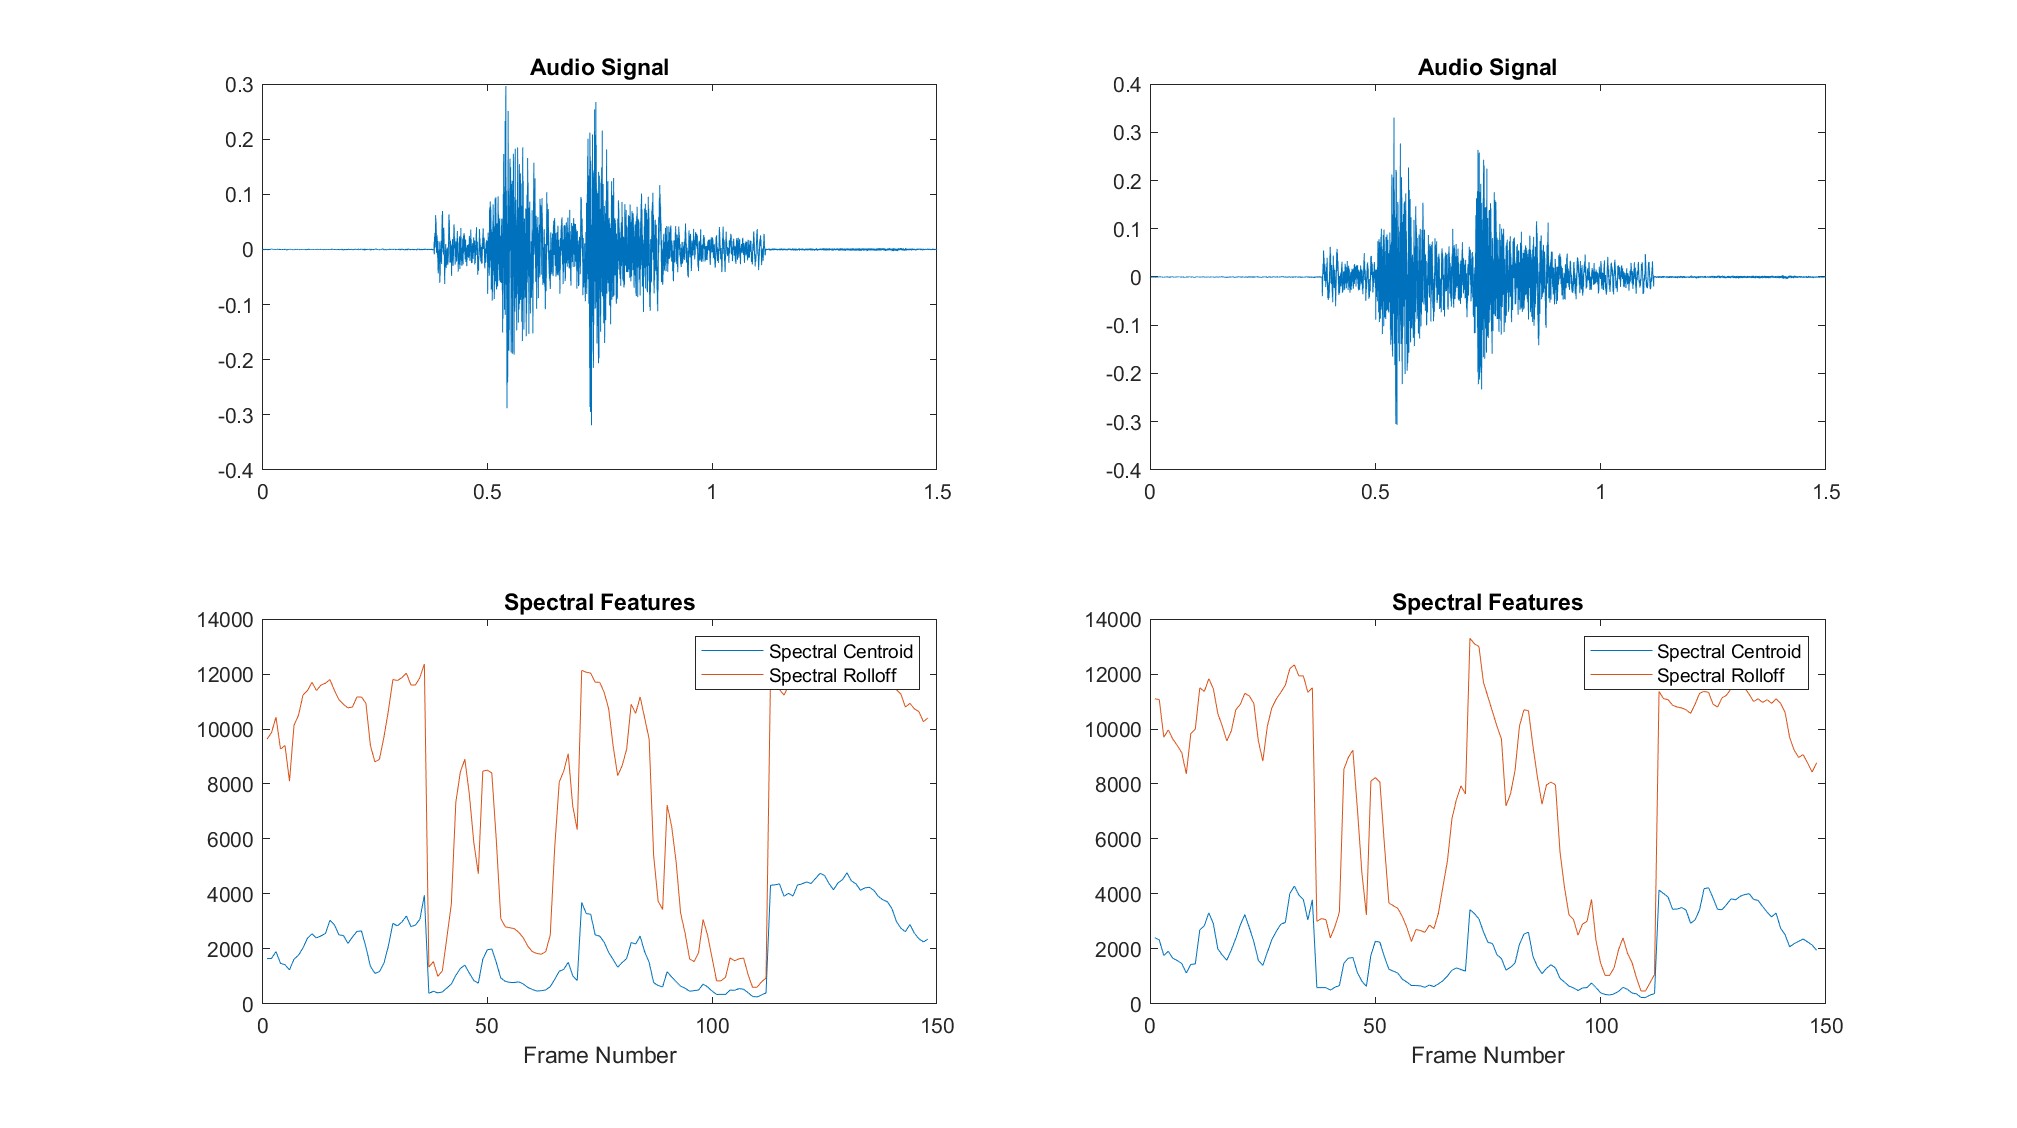 Audio Signal
0.3
0.2
0.1
0
-0.1
-0.2
-0.3
-0.4
0 0.5 1 1.5
Audio Signal
0.4
0.3
0.2
0.1
0
-0.1
-0.2
-0.3
-0.4
0 0.5 1 1.5
Spectral Features
14000
12000
10000
8000
6000
4000
2000
0
Spectral Centroid
Spectral Rolloff
0 50 100 150
Frame Number
Spectral Features
14000
12000
10000
8000
6000
4000
2000
0
Spectral Centroid
Spectral Rolloff
0 50 100 150
Frame Number